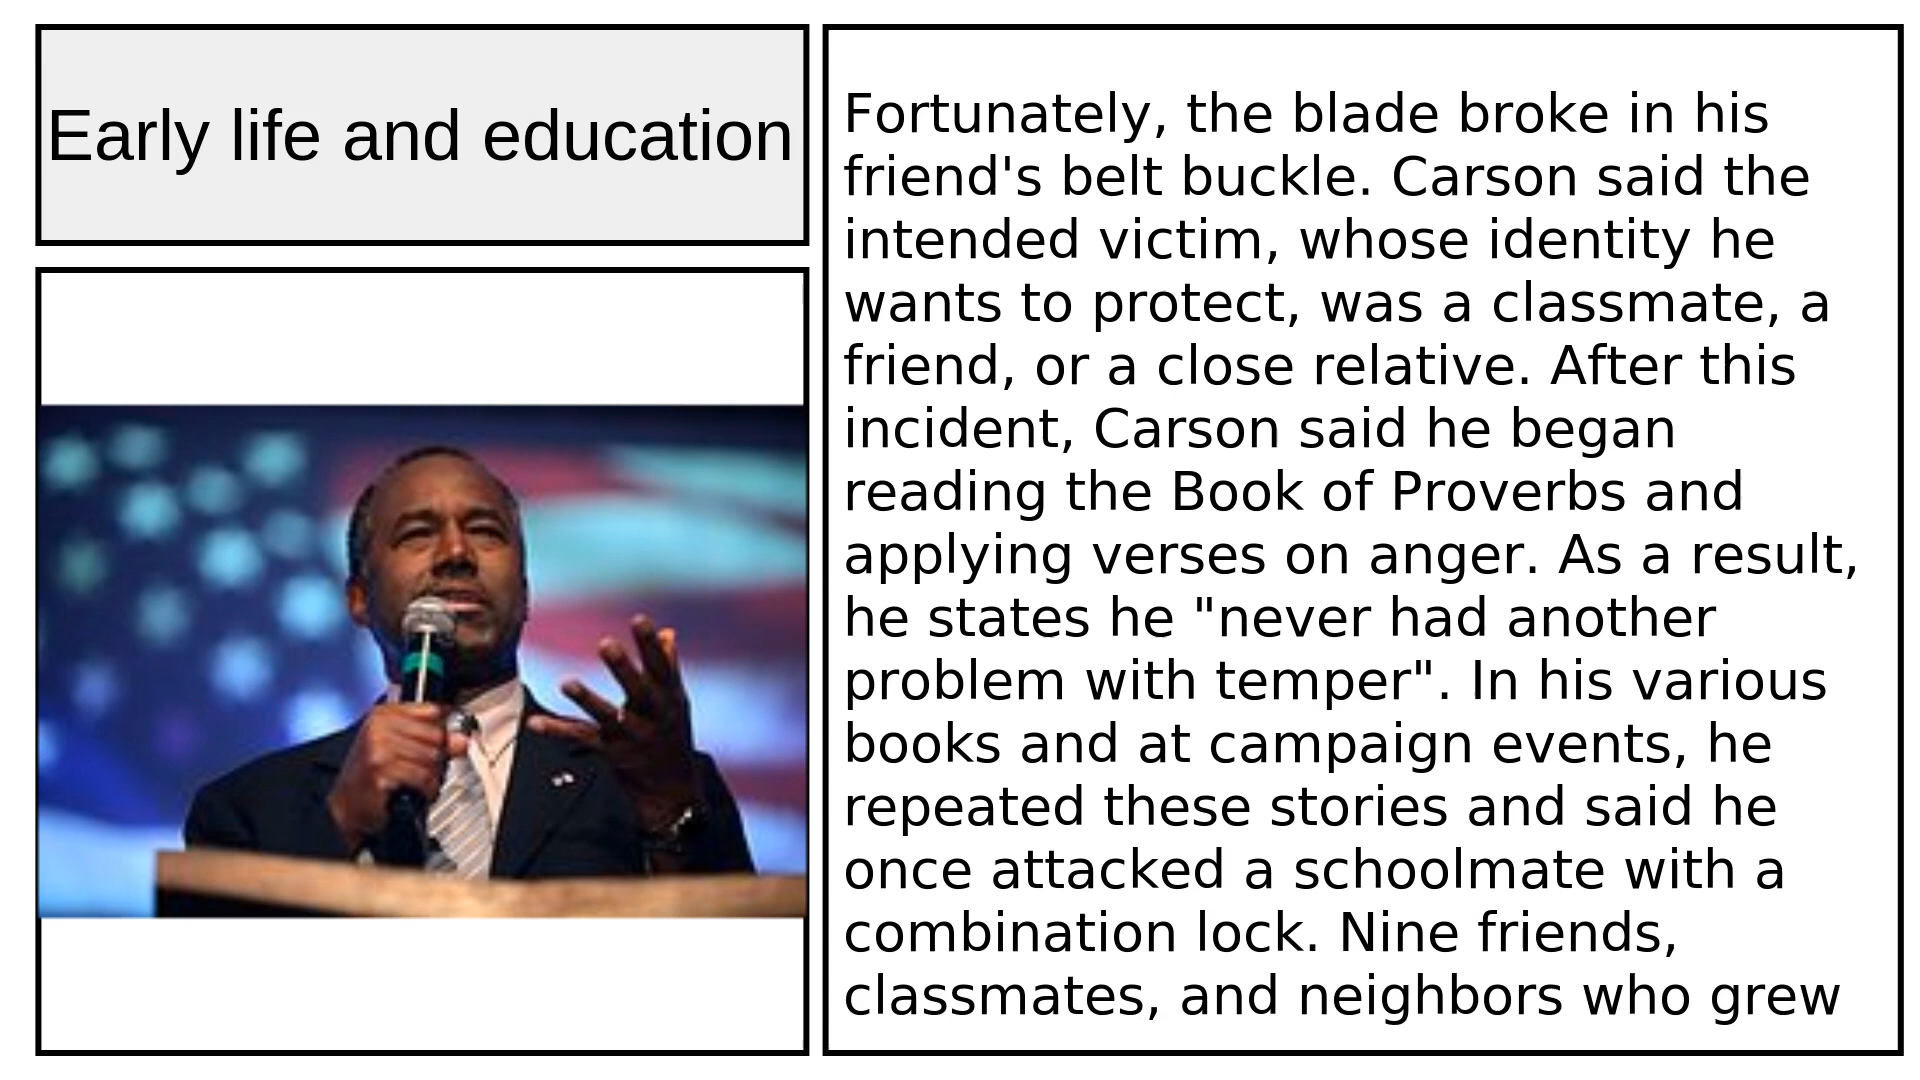 Early life and education
Fortunately, the blade broke in his
friend's belt buckle. Carson said the
intended victim, whose identity he
wants to protect, was a classmate, a
friend, or a close relative. After this
incident, Carson said he began
reading the Book of Proverbs and
applying verses on anger. As a result,
he states he "never had another
problem with temper". In his various
books and at campaign events, he
repeated these stories and said he
once attacked a schoolmate with a
combination lock. Nine friends,
classmates, and neighbors who grew